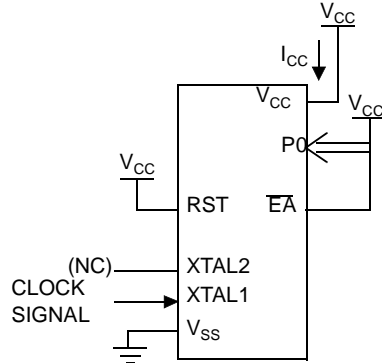 VCC
ICC
VCC
VCC
P0
VCC
RST
EA
(NC)
XTAL2
CLOCK
SIGNAL
XTAL1
VSS